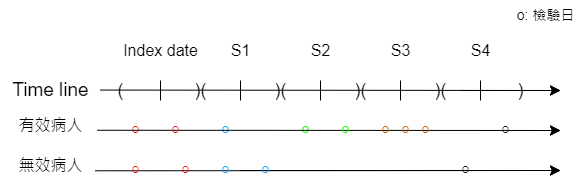 o: 檢驗日
Index date S1 S2 S3 S4
Time line ( )( )( )( )( )
有效病人
無效病人